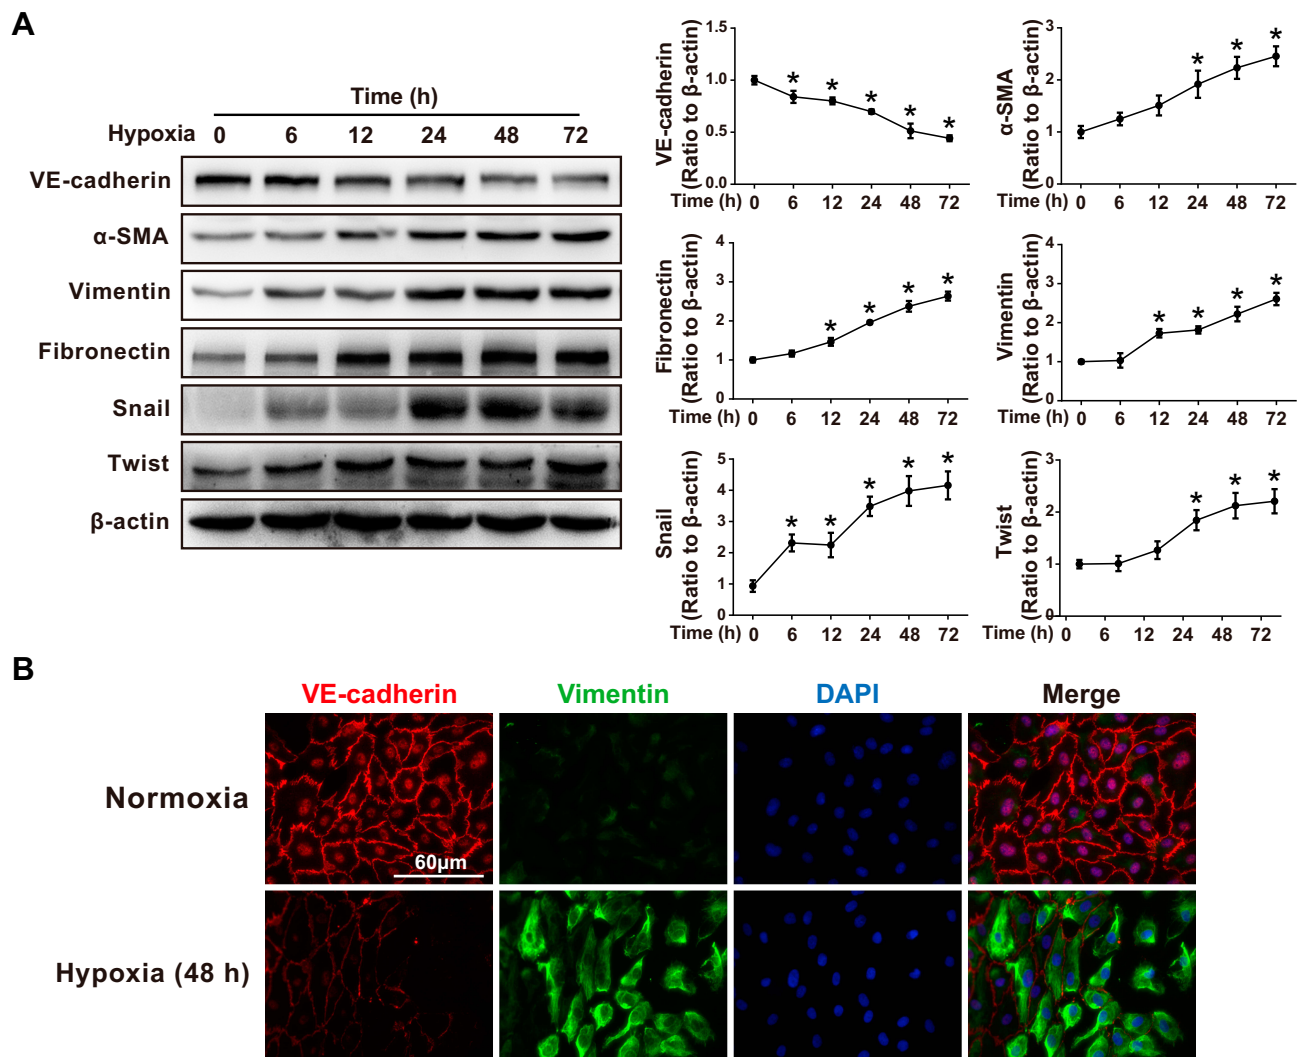 A
Time (h)
Hypoxia 0 6 12 24 48 72
VE-cadherin
α-SMA
Vimentin
Fibronectin
Snail
Twist
β-actin
VE-cadherin
(Ratio to β-actin)
1.5
1.0
0.5
0.0
* * * * *
Time (h) 0 6 12 24 48 72
α-SMA
(Ratio to β-actin)
3
2
1
0
* * *
Time (h) 0 6 12 24 48 72
Fibronectin
(Ratio to β-actin)
4
3
2
1
0
* * * *
Time (h) 0 6 12 24 48 72
Vimentin
(Ratio to β-actin)
4
3
2
1
0
* * * *
Time (h) 0 6 12 24 48 72
Snail
(Ratio to β-actin)
5
4
3
2
1
0
* * * * *
Time (h) 0 6 12 24 48 72
Twist
(Ratio to β-actin)
3
2
1
0
* * *
Time (h) 0 6 12 24 48 72
B
VE-cadherin Vimentin DAPI Merge
Normoxia
60μm
Hypoxia (48 h)